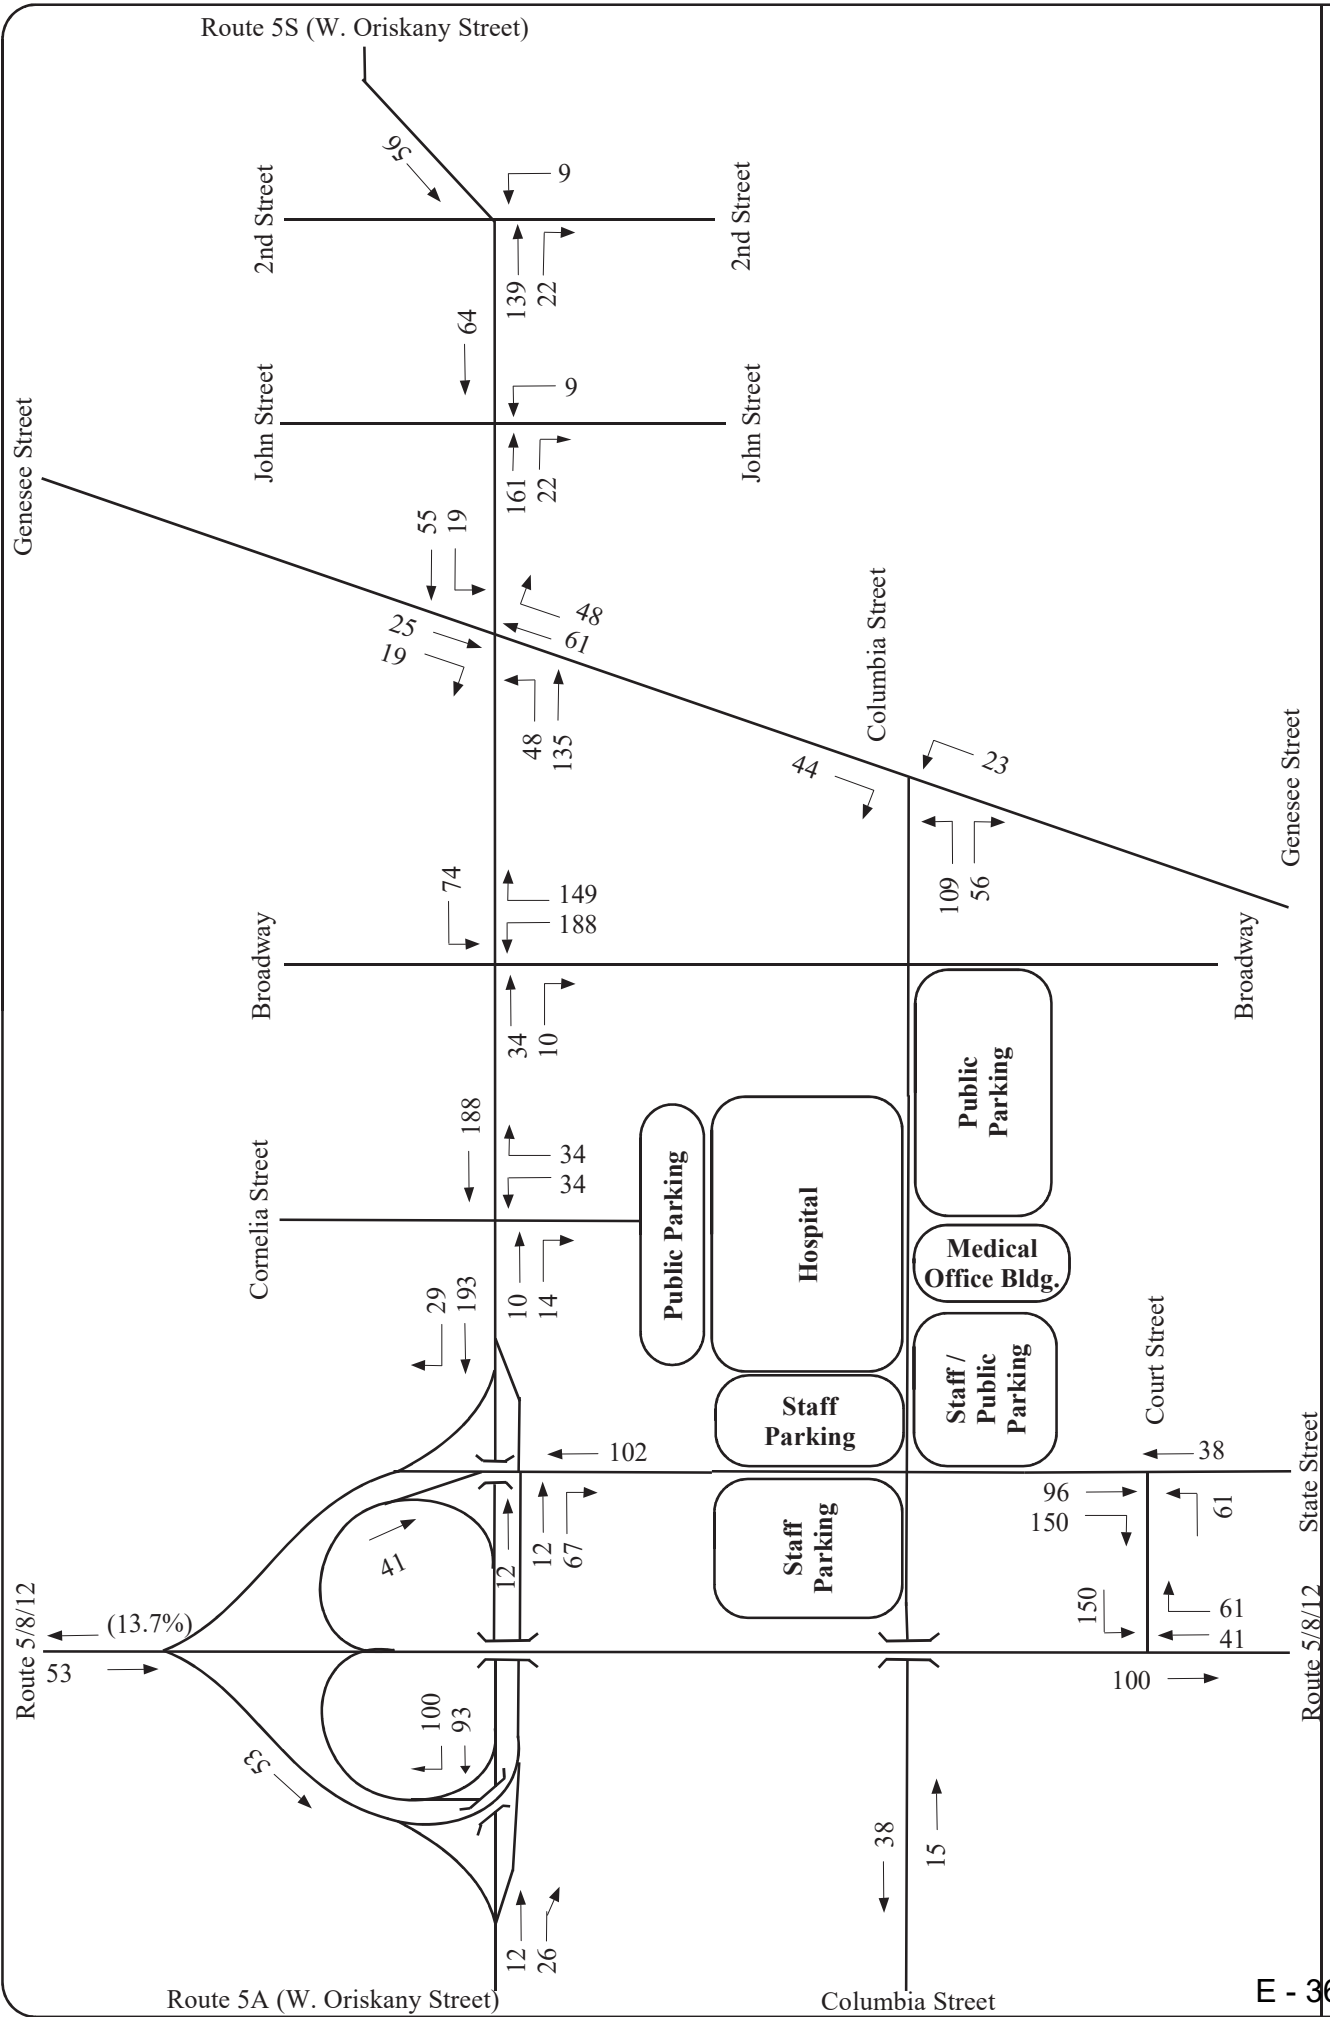 Route 5S (W. Oriskany Street)
56
9
2nd Street
2nd Street
139
22
64
9
John Street
John Street
161
22
Genesee Street
55
19
48
61
25
19
48
135
Columbia Street
44
23
Genesee Street
109
56
74
149
188
Broadway
Broadway
34
10
188
34
34
Cornelia Street
10
14
29
193
Public Parking
Hospital
Public
Parking
Medical
Office Bldg.
Staff /
Public
Parking
Staff
Parking
Court Street
102
38
State Street
96
150
61
12
67
12
41
Staff
Parking
150
61
41
Route 5/8/12
(13.7%)
53
100
Route 5/8/12
100
93
53
38
15
12
26
Route 5A (W. Oriskany Street)
Columbia Street
E - 36